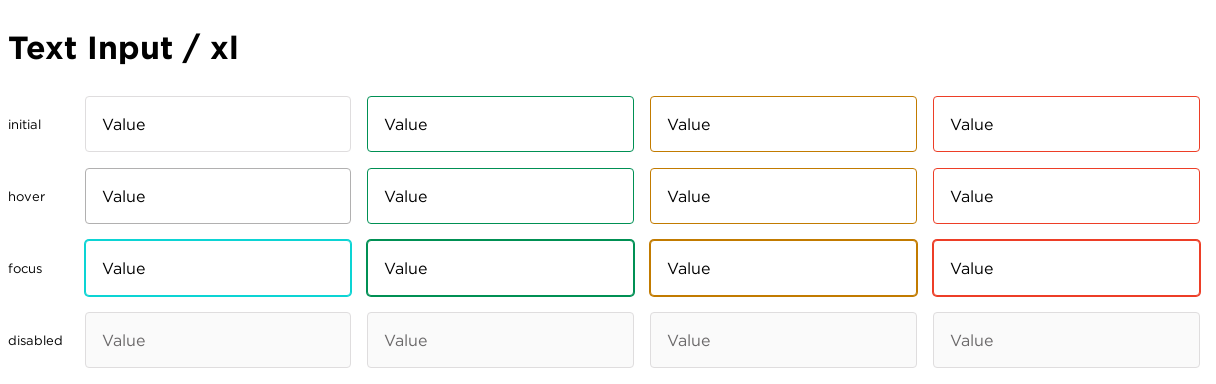 Text Input / xl
initial Value Value Value Value
hover Value Value Value Value
focus Value Value Value Value
disabled Value Value Value Value